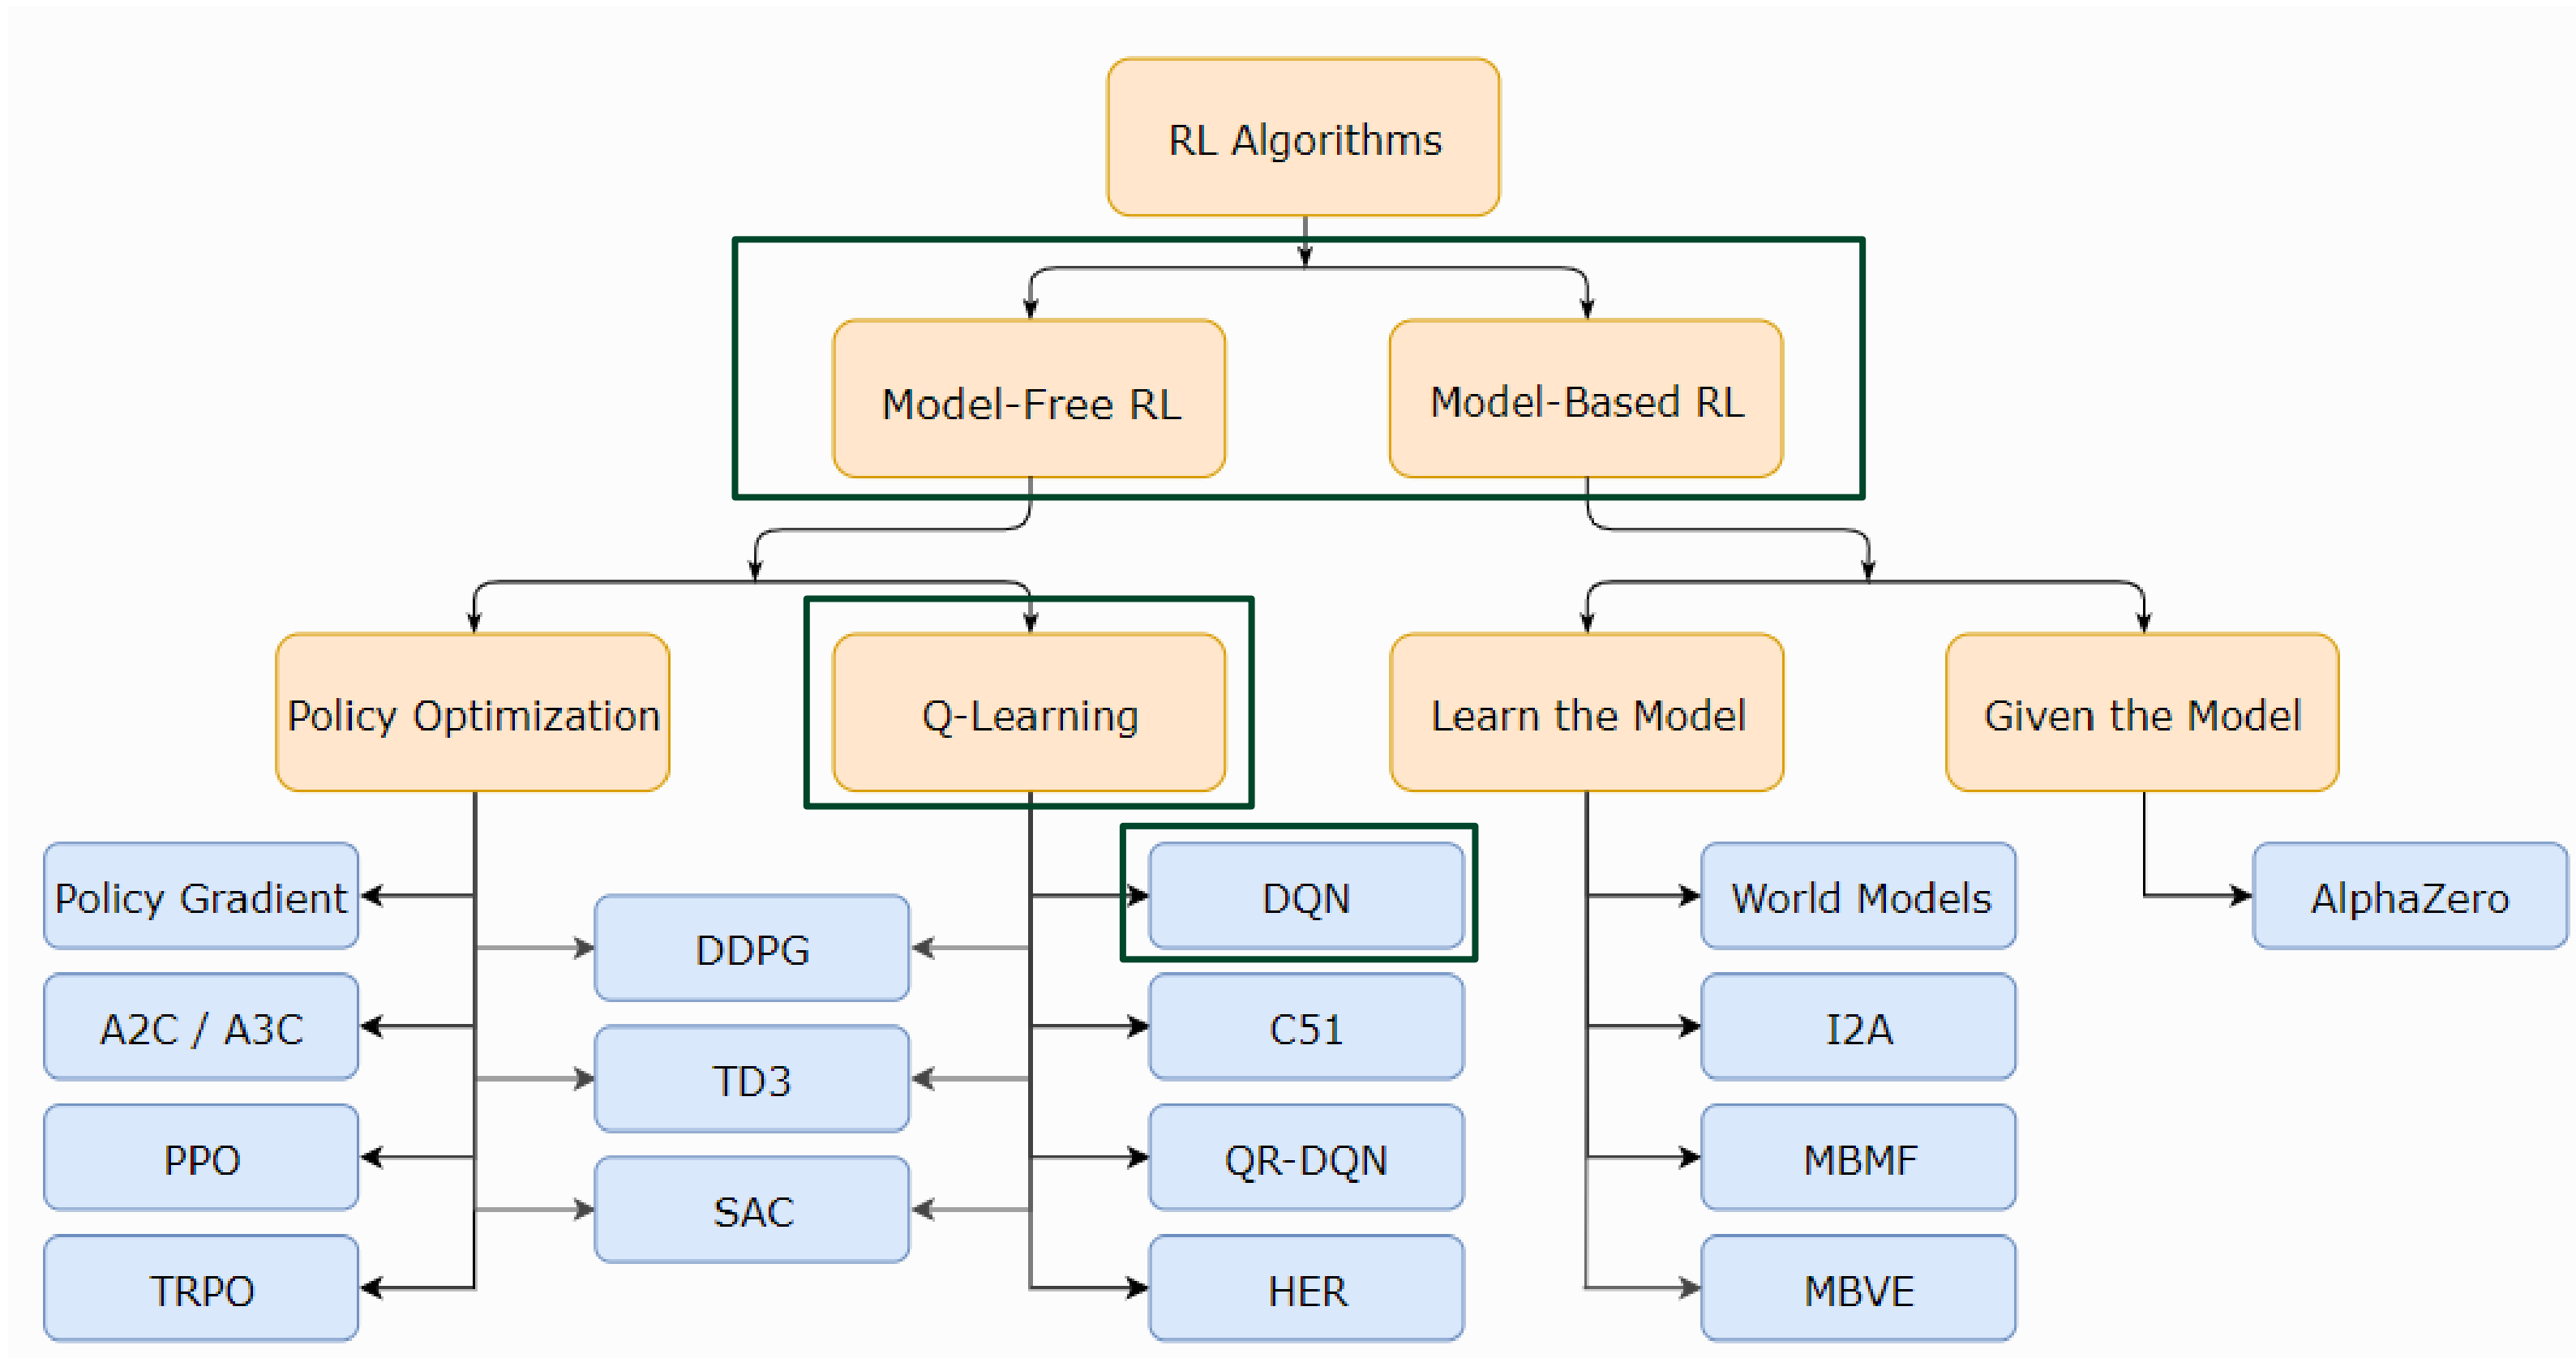 RL Algorithms
Model-Free RL
Model-Based RL
Policy Optimization
Q-Learning
Learn the Model
Given the Model
Policy Gradient
DDPG
DQN
World Models
AlphaZero
A2C / A3C
TD3
C51
I2A
PPO
SAC
QR-DQN
MBMF
TRPO
HER
MBVE